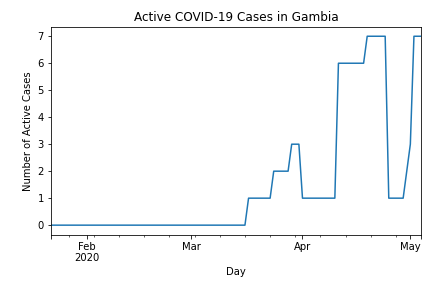 Active COVID-19 Cases in Gambia
7
6
5
4
3
2
1
0
Number of Active Cases
Feb
2020
Mar
Apr
May
Day